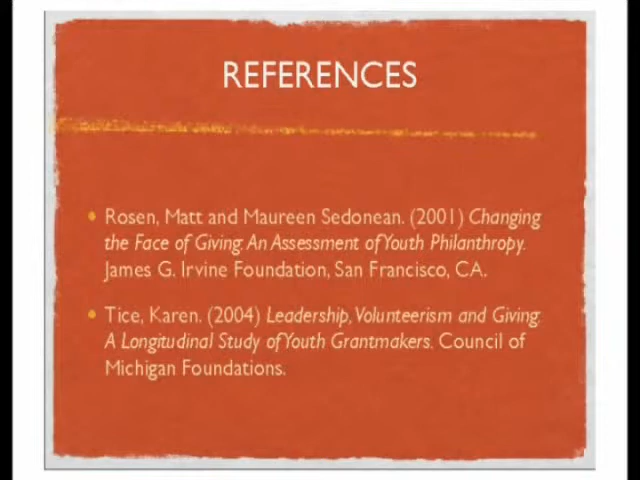 REFERENCES
Rosen, Matt and Maureen Sedonean. (2001) Changing
the Face of Giving: An Assessment of Youth Philanthropy.
James G. Irvine Foundation, San Francisco, CA.
Tice, Karen. (2004) Leadership, Volunteerism and Giving:
A Longitudinal Study of Youth Grantmakers. Council of
Michigan Foundations.